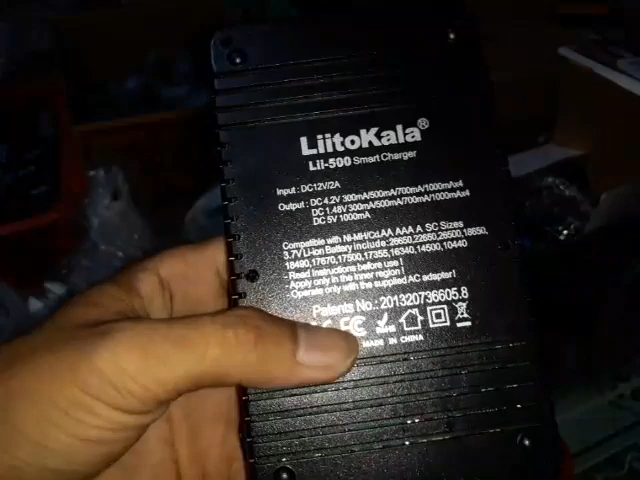 LiitoKala®
Lii-500 Smart Charger
Input : DC12V/2A
Output : DC 4.2V 300mA/500mA/700mA/1000mAx4
DC 1.48V 300mA/500mA/700mA/1000mAx4
DC 5V 1000mA
Compatible with Ni-MH/Cd,AA AAA A SC Sizes
3.7V Li-ion Battery include: 26650,22650,26500,18650,
18490,17670,17500,17355,16340,14500,10440
-Read Instructions before use !
-Apply only in the inner region !
-Operate only with the supplied AC adapter!
Patents No.: 201320736605.8
FC RoHS
MADE IN CHINA